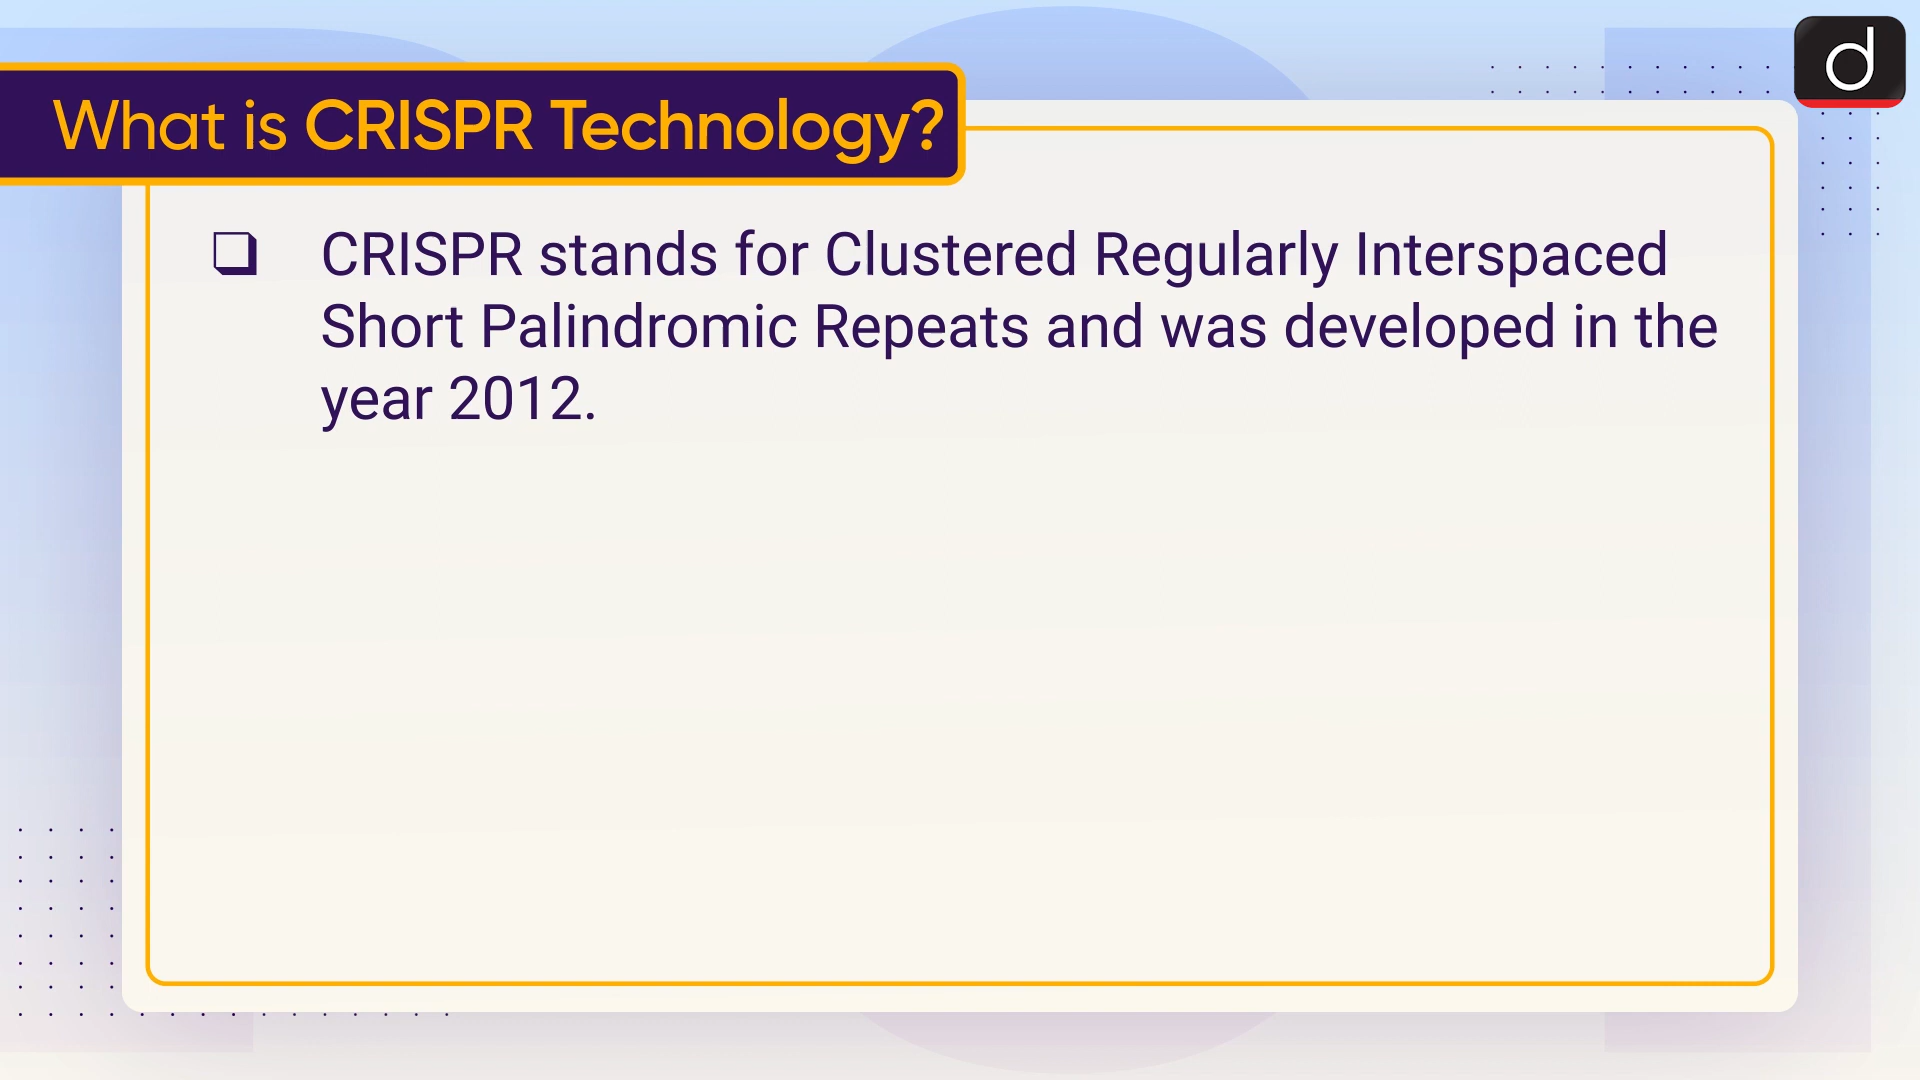 What is CRISPR Technology?
d
❑ CRISPR stands for Clustered Regularly Interspaced
Short Palindromic Repeats and was developed in the
year 2012.